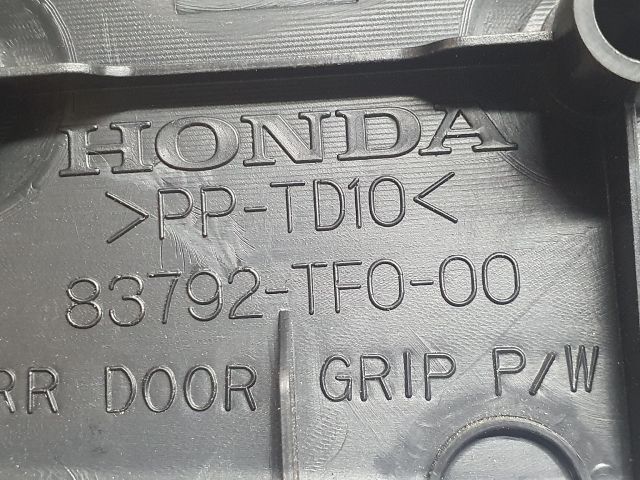 HONDA
>PP-TD10<
83792-TF0-00
RR DOOR GRIP P/W